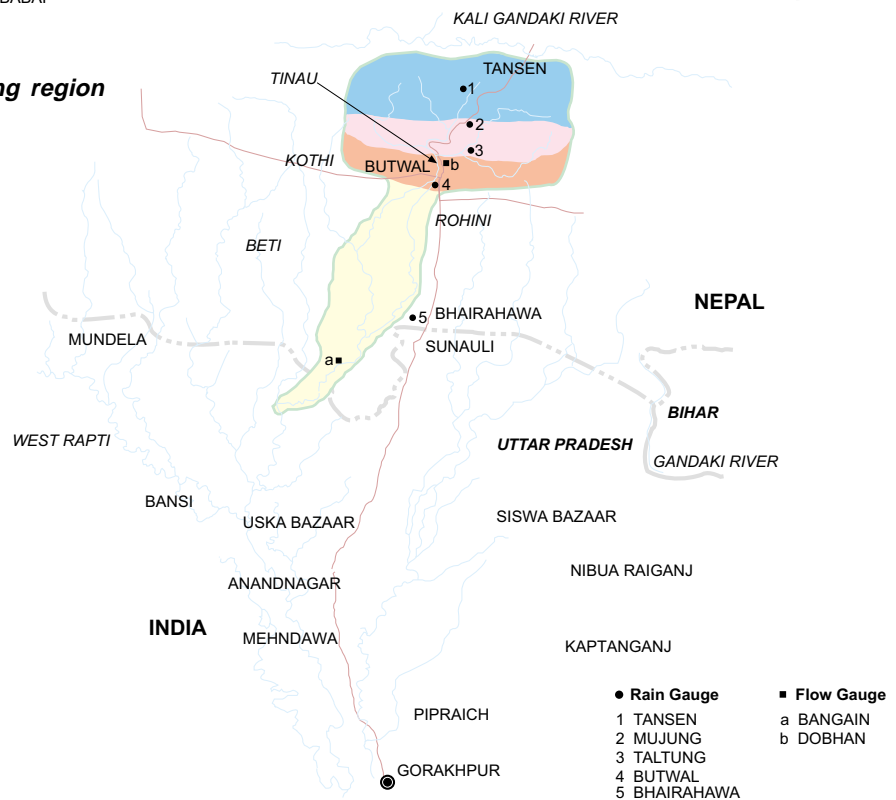 KALI GANDAKI RIVER
ng region
TINAU
TANSEN
1
2
3
KOTHI
BUTWAL
b
4
ROHINI
BETI
NEPAL
5 BHAIRAHAWA
MUNDELA
SUNAULI
a
BIHAR
WEST RAPTI
UTTAR PRADESH
GANDAKI RIVER
BANSI
USKA BAZAAR
SISWA BAZAAR
NIBUA RAIGANJ
ANANDNAGAR
INDIA
MEHNDAWA
KAPTANGANJ
PIPRAICH
GORAKHPUR
Rain Gauge
1 TANSEN
2 MUJUNG
3 TALTUNG
4 BUTWAL
5 BHAIRAHAWA
Flow Gauge
a BANGAIN
b DOBHAN